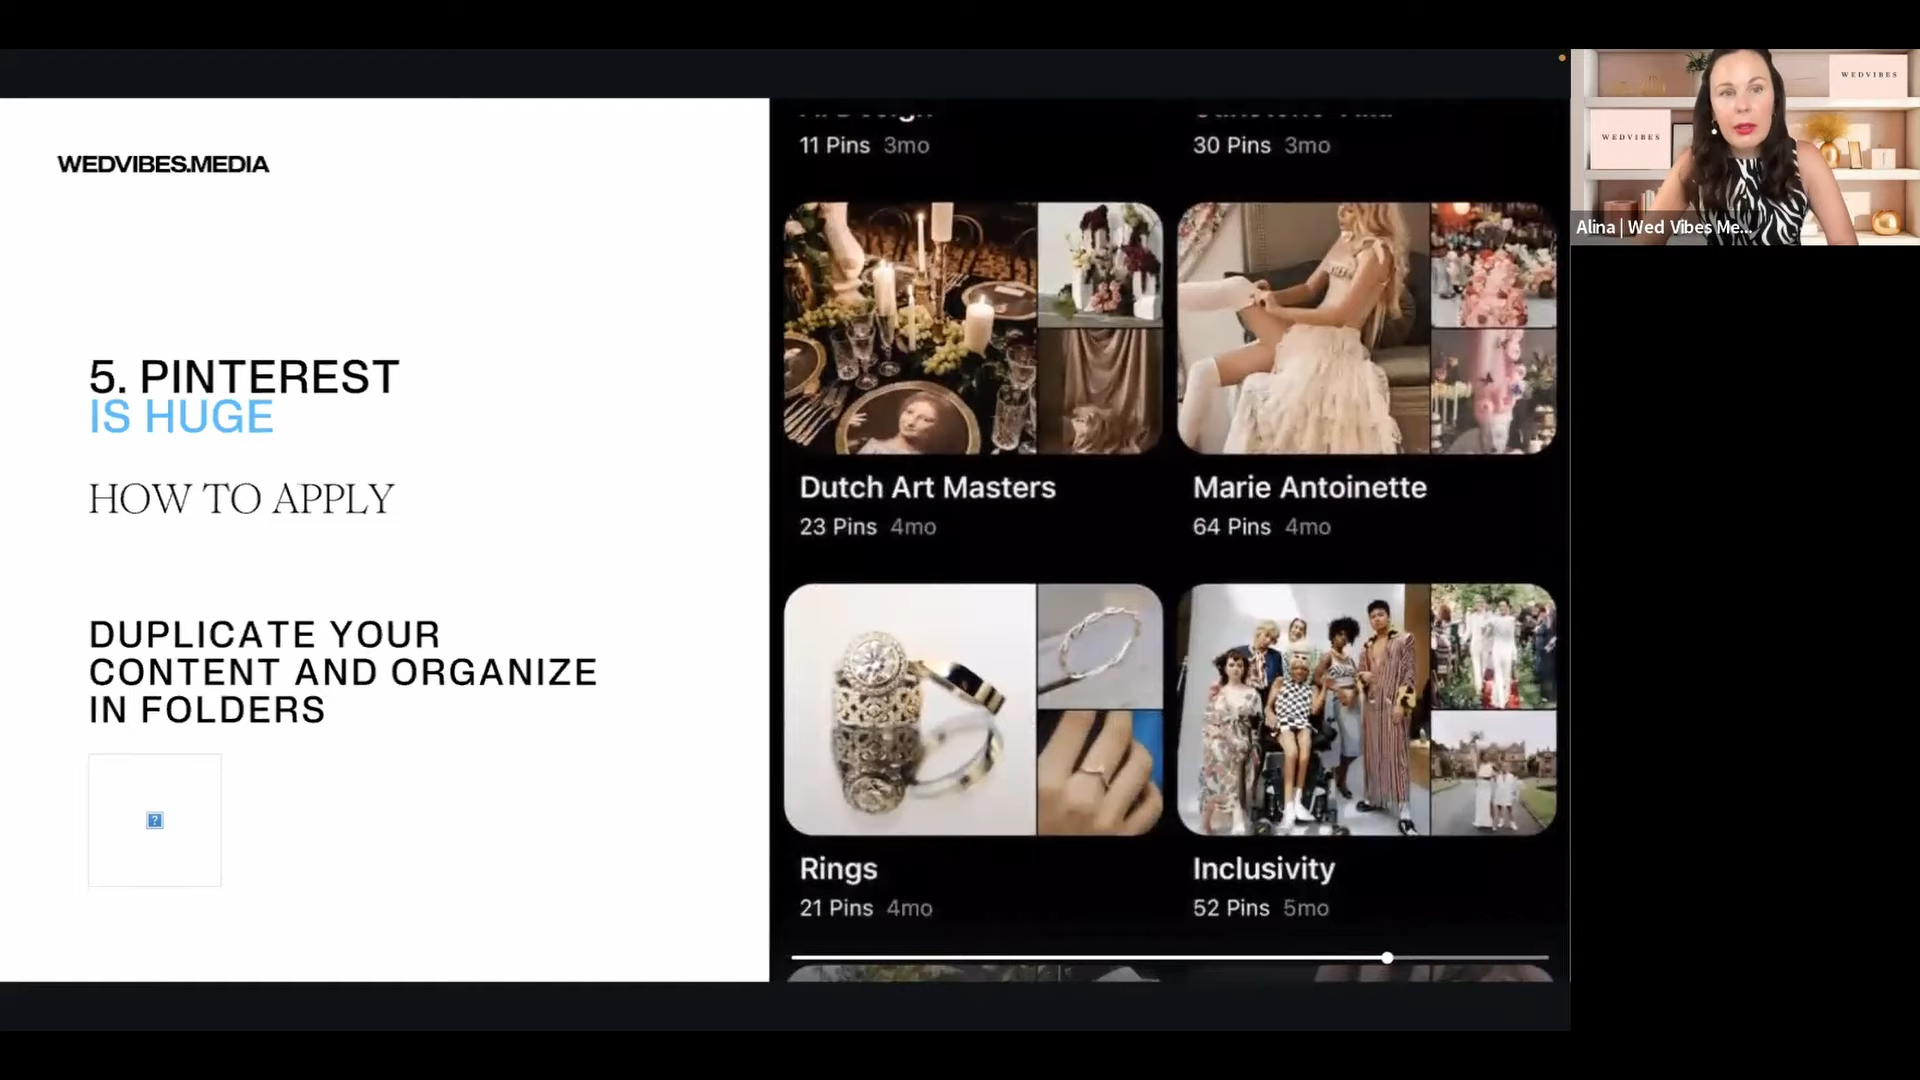 WEDVIBES.MEDIA
5. PINTEREST
IS HUGE
HOW TO APPLY
DUPLICATE YOUR
CONTENT AND ORGANIZE
IN FOLDERS
?
11 Pins 3mo
30 Pins 3mo
Dutch Art Masters
23 Pins 4mo
Marie Antoinette
64 Pins 4mo
Rings
21 Pins 4mo
Inclusivity
52 Pins 5mo
WEDVIBES
WEDVIBES
Alina | Wed Vibes Me...